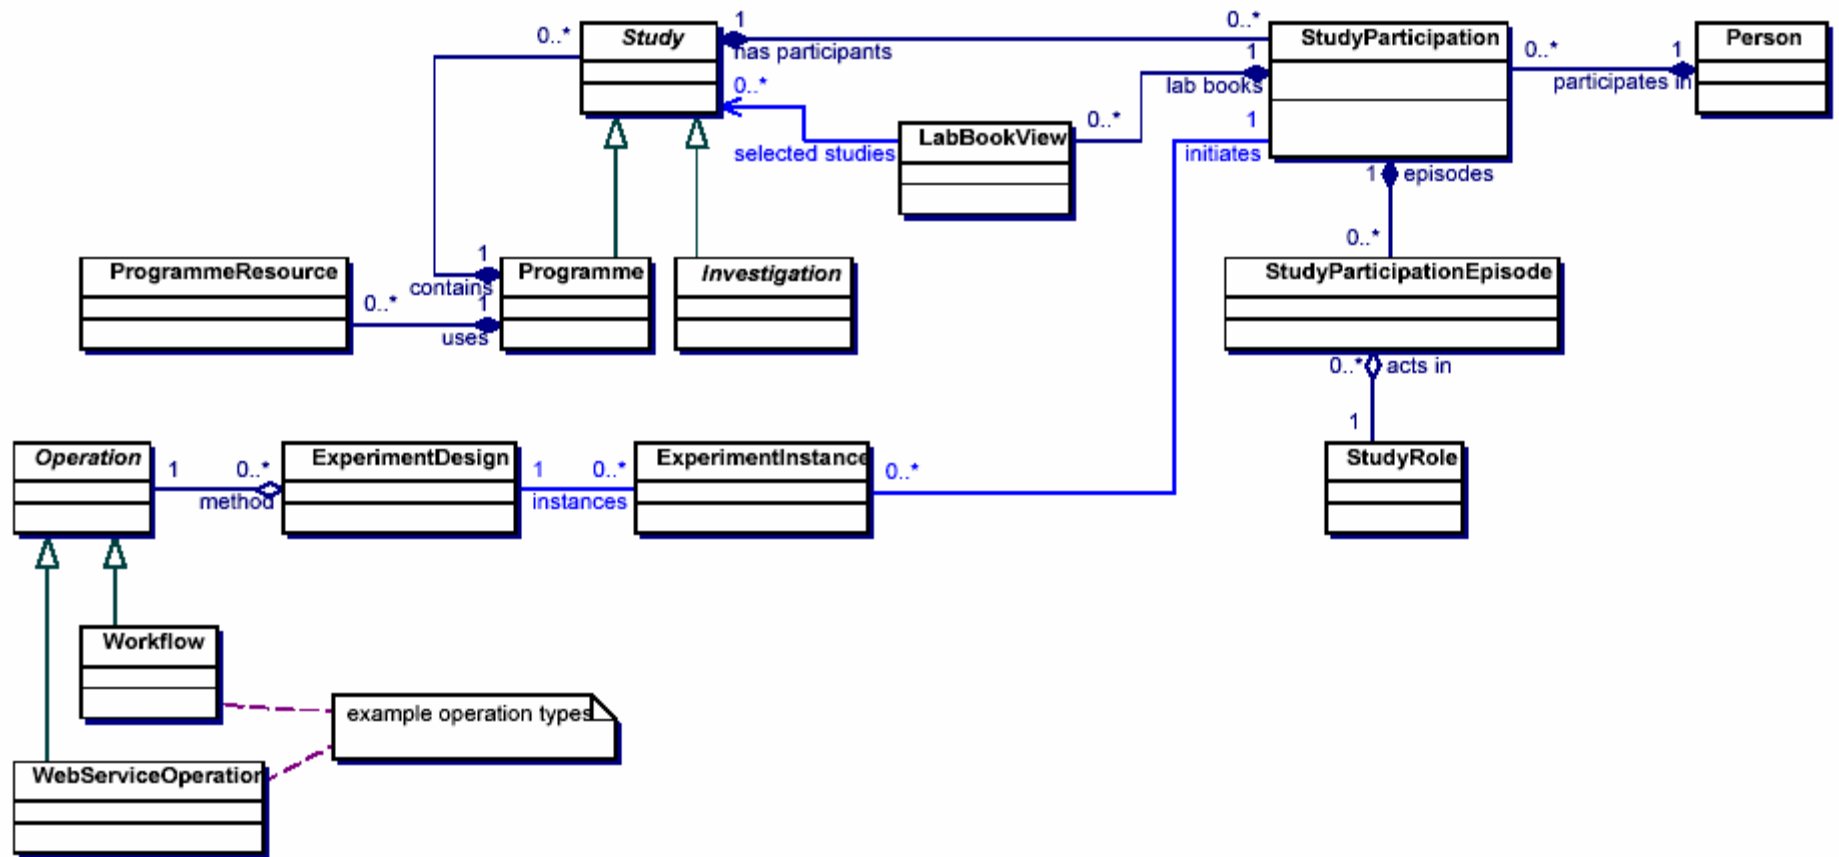 0..*
Study
1
0..*
StudyParticipation
0..*
1
Person
has participants
1
participates in
0..*
lab books
LabBookView
0..*
1
selected studies
initiates
1
episodes
0..*
ProgrammeResource
1
Programme
Investigation
StudyParticipationEpisode
contains
0..*
1
uses
0..*
acts in
1
Operation
1
0..*
ExperimentDesign
1
0..*
ExperimentInstance
0..*
StudyRole
method
instances
Workflow
example operation types
WebServiceOperation